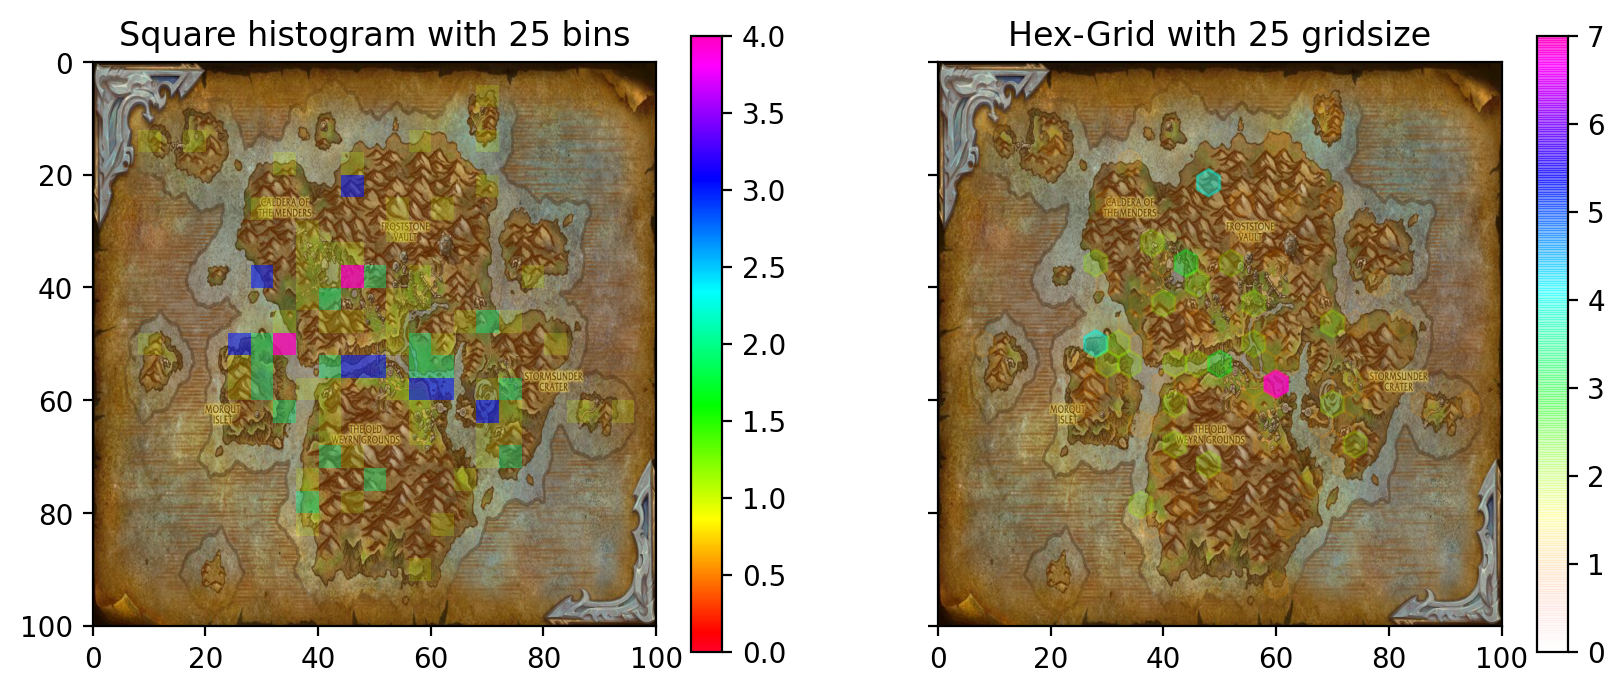 Square histogram with 25 bins
0
20
40
60
80
100
0
20
40
60
80
100
CALDERA OF
THE MENDERS
FROSTSTONE
VAULT
STORMSUNDER
CRATER
MORQUT
ISLET
THE OLD
WEYRN GROUNDS
4.0
3.5
3.0
2.5
2.0
1.5
1.0
0.5
0.0
Hex-Grid with 25 gridsize
0
20
40
60
80
100
CALDERA OF
THE MENDERS
FROSTSTONE
VAULT
STORMSUNDER
CRATER
MORQUT
ISLET
THE OLD
WEYRN GROUNDS
7
6
5
4
3
2
1
0